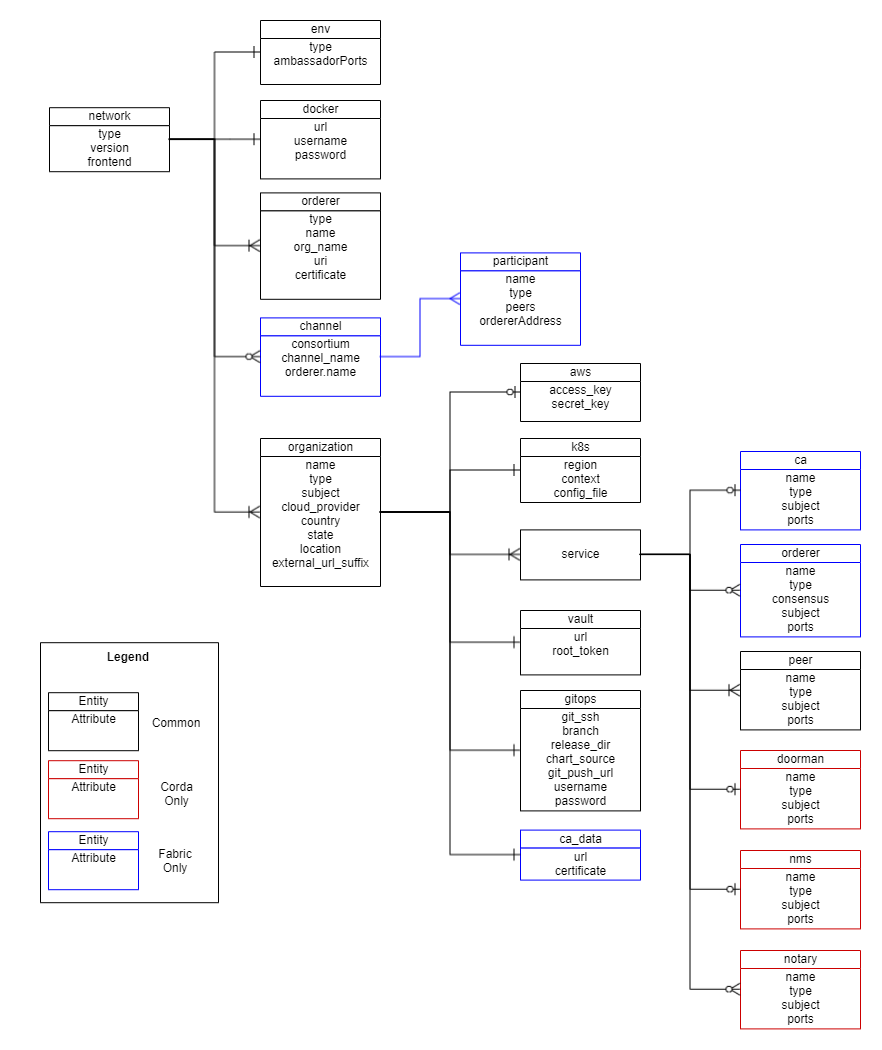 env
type
ambassadorPorts
network
type
version
frontend
docker
url
username
password
orderer
type
name
org_name
uri
certificate
channel
consortium
channel_name
orderer.name
participant
name
type
peers
ordererAddress
organization
name
type
subject
cloud_provider
country
state
location
external_url_suffix
aws
access_key
secret_key
k8s
region
context
config_file
service
vault
url
root_token
gitops
git_ssh
branch
release_dir
chart_source
git_push_url
username
password
ca_data
url
certificate
ca
name
type
subject
ports
orderer
name
type
consensus
subject
ports
peer
name
type
subject
ports
doorman
name
type
subject
ports
nms
name
type
subject
ports
notary
name
type
subject
ports
Legend
Entity
Attribute
Common
Entity
Attribute
Corda
Only
Entity
Attribute
Fabric
Only